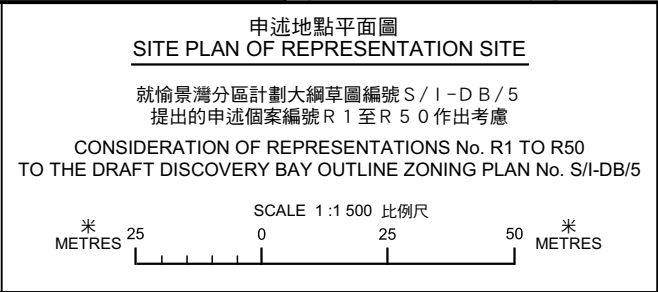 申述地點平面圖
SITE PLAN OF REPRESENTATION SITE
就愉景灣分區計劃大綱草圖編號S/I-DB/5
提出的申述個案編號R1至R50作出考慮
CONSIDERATION OF REPRESENTATIONS No. R1 TO R50
TO THE DRAFT DISCOVERY BAY OUTLINE ZONING PLAN No. S/I-DB/5
SCALE 1:1 500 比例尺
米 METRES 25 0 25 50 米 METRES